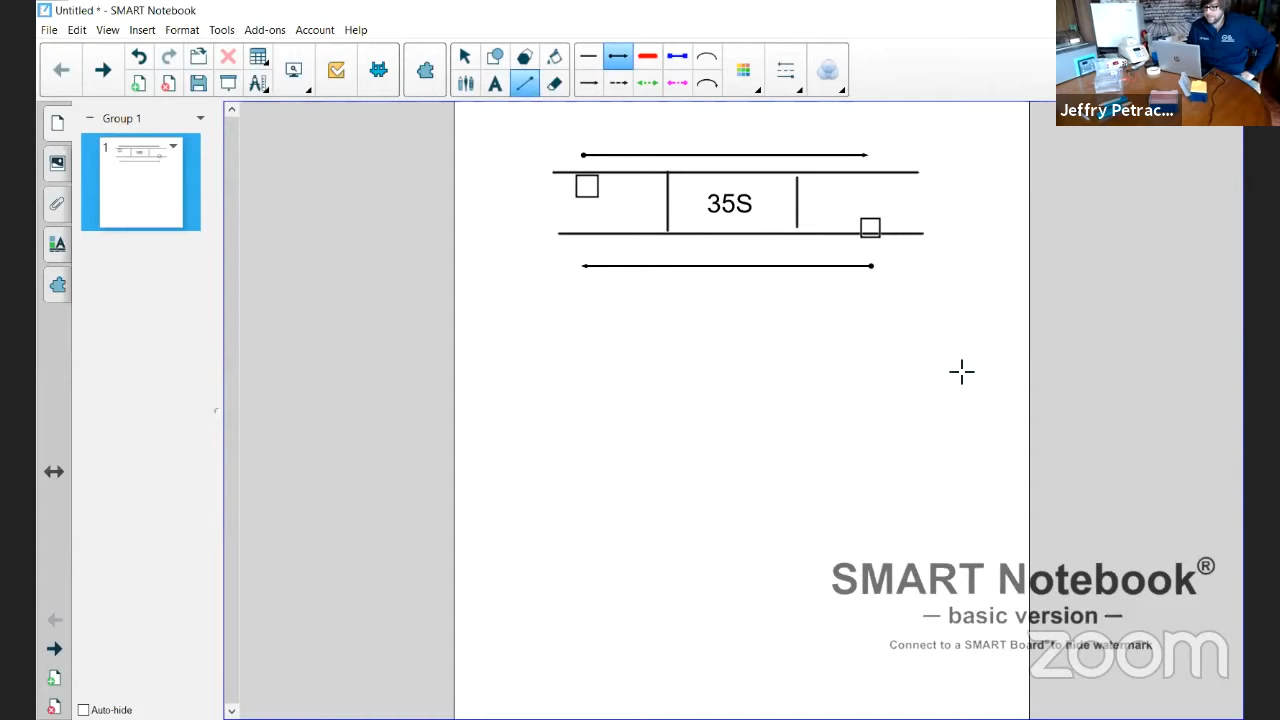 Untitled * - SMART Notebook
File Edit View Insert Format Tools Add-ons Account Help
Jeffry Petrac...
Group 1
1
35S
SMART Notebook®
— basic version —
Connect to a SMART Board® to hide watermark
zoom
Auto-hide